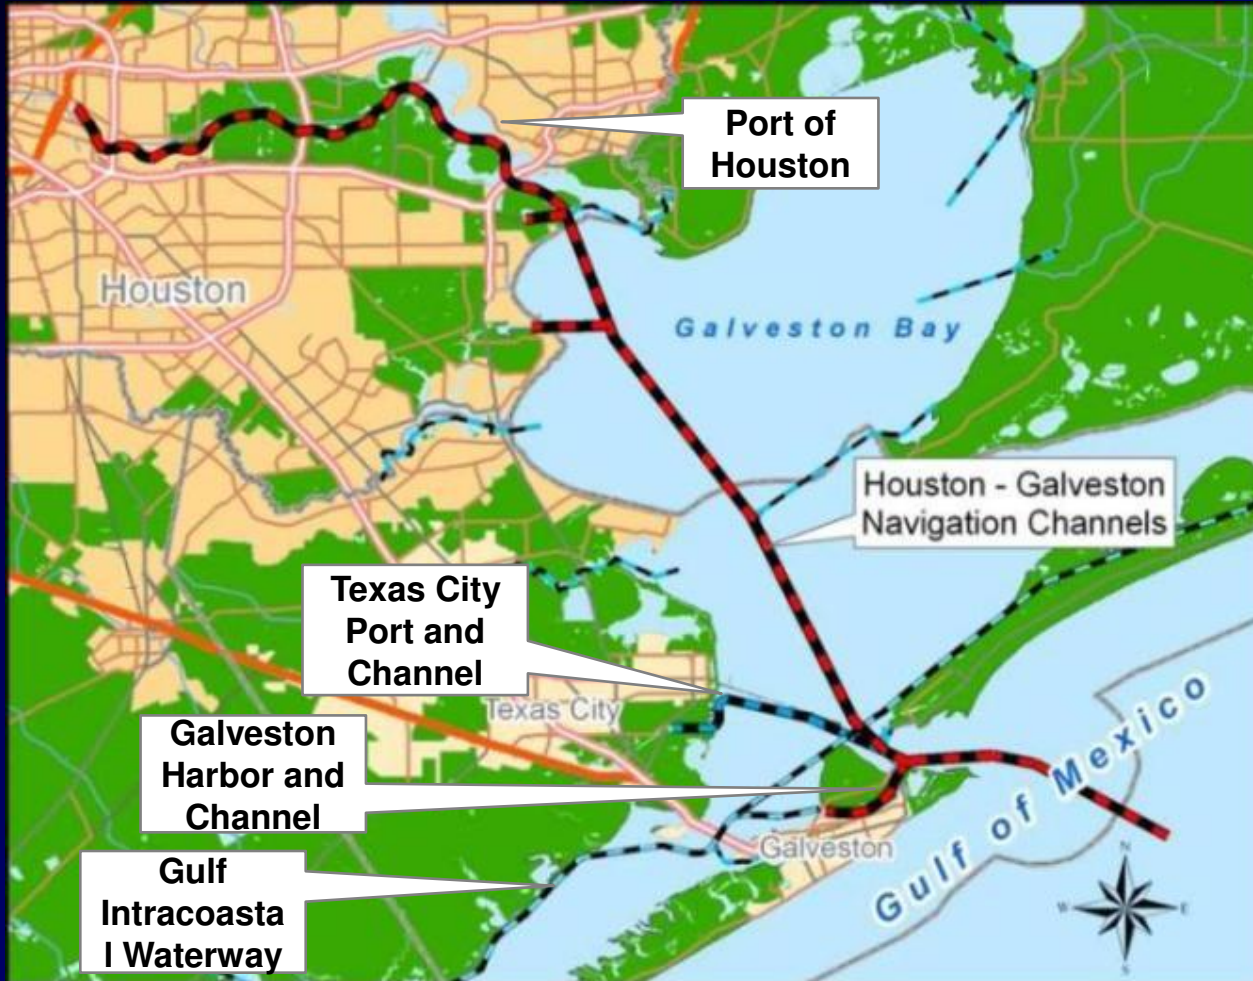 Port of
Houston
Houston
Galveston Bay
Houston - Galveston
Navigation Channels
Texas City
Port and
Channel
Texas City
Galveston
Harbor and
Channel
Galveston
Gulf of Mexico
Gulf
Intracoasta
l Waterway
N
W
E
S